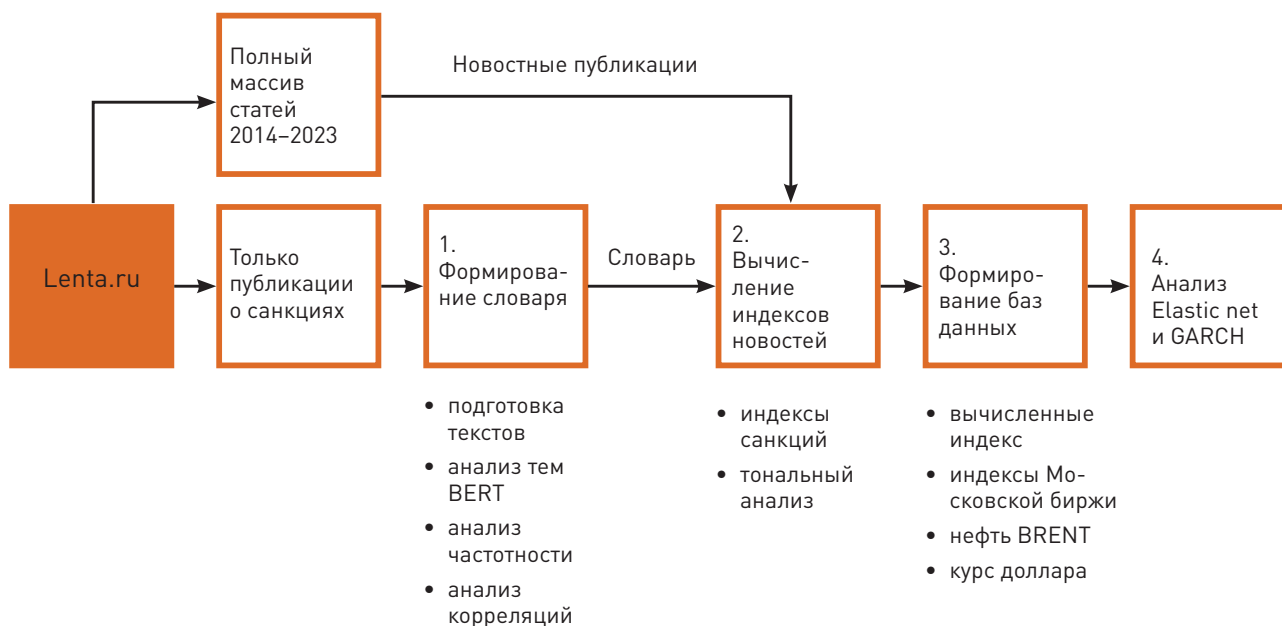 Полный
массив
статей
2014–2023
Новостные публикации
Lenta.ru
Только
публикации
о санкциях
1.
Формирова-
ние словаря
Словарь
2.
Вычис-
ление
индексов
новостей
3.
Формиро-
вание баз
данных
4.
Анализ
Elastic net
и GARCH
• подготовка
текстов
• анализ тем
BERT
• анализ
частотности
• анализ
корреляций
• индексы
санкций
• тональный
анализ
• вычисленные
индекс
• индексы Мо-
сковской биржи
• нефть BRENT
• курс доллара